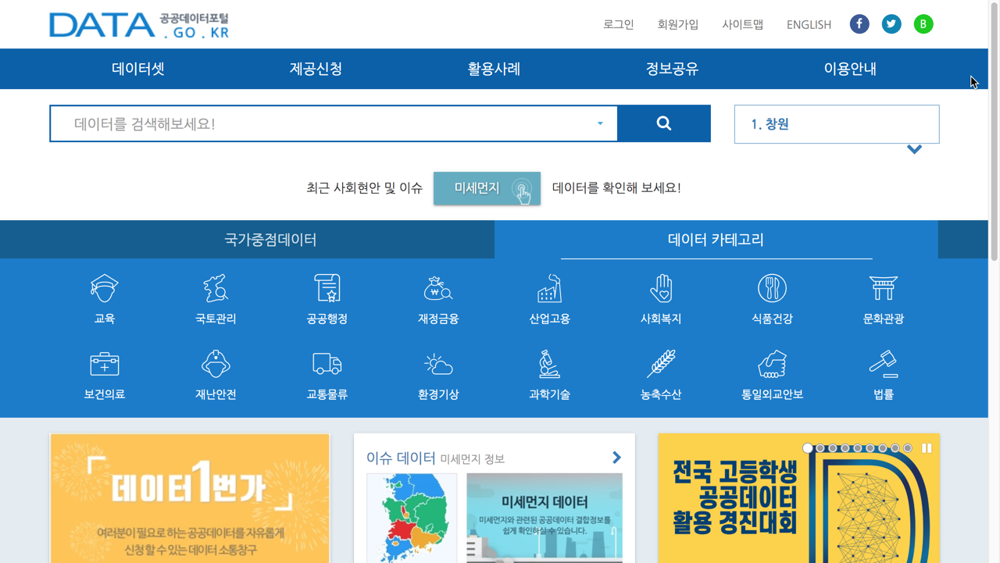 DATA 공공데이터포털
.GO.KR
로그인 회원가입 사이트맵 ENGLISH B
데이터셋 제공신청 활용사례 정보공유 이용안내
데이터를 검색해보세요!
1. 창원
최근 사회현안 및 이슈 미세먼지 데이터를 확인해 보세요!
국가중점데이터 데이터 카테고리
교육 국토관리 공공행정 재정금융 산업고용 사회복지 식품건강 문화관광
보건의료 재난안전 교통물류 환경기상 과학기술 농축수산 통일외교안보 법률
데이터1번가
여러분이 필요로 하는 공공데이터를 자유롭게
신청 할 수 있는 데이터 소통창구
이슈 데이터 미세먼지 정보
미세먼지 데이터
미세먼지와 관련된 공공데이터 결합정보를
쉽게 확인하실 수 있습니다.
전국 고등학생
공공데이터
활용 경진대회